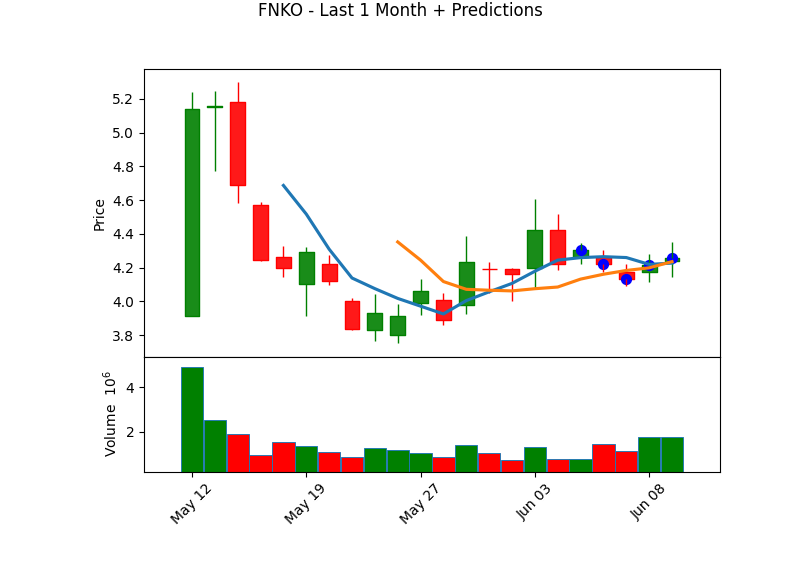 FNKO - Last 1 Month + Predictions
5.2
5.0
4.8
4.6
4.4
4.2
4.0
3.8
Price
4
2
Volume 10^6
May 12
May 19
May 27
Jun 03
Jun 08